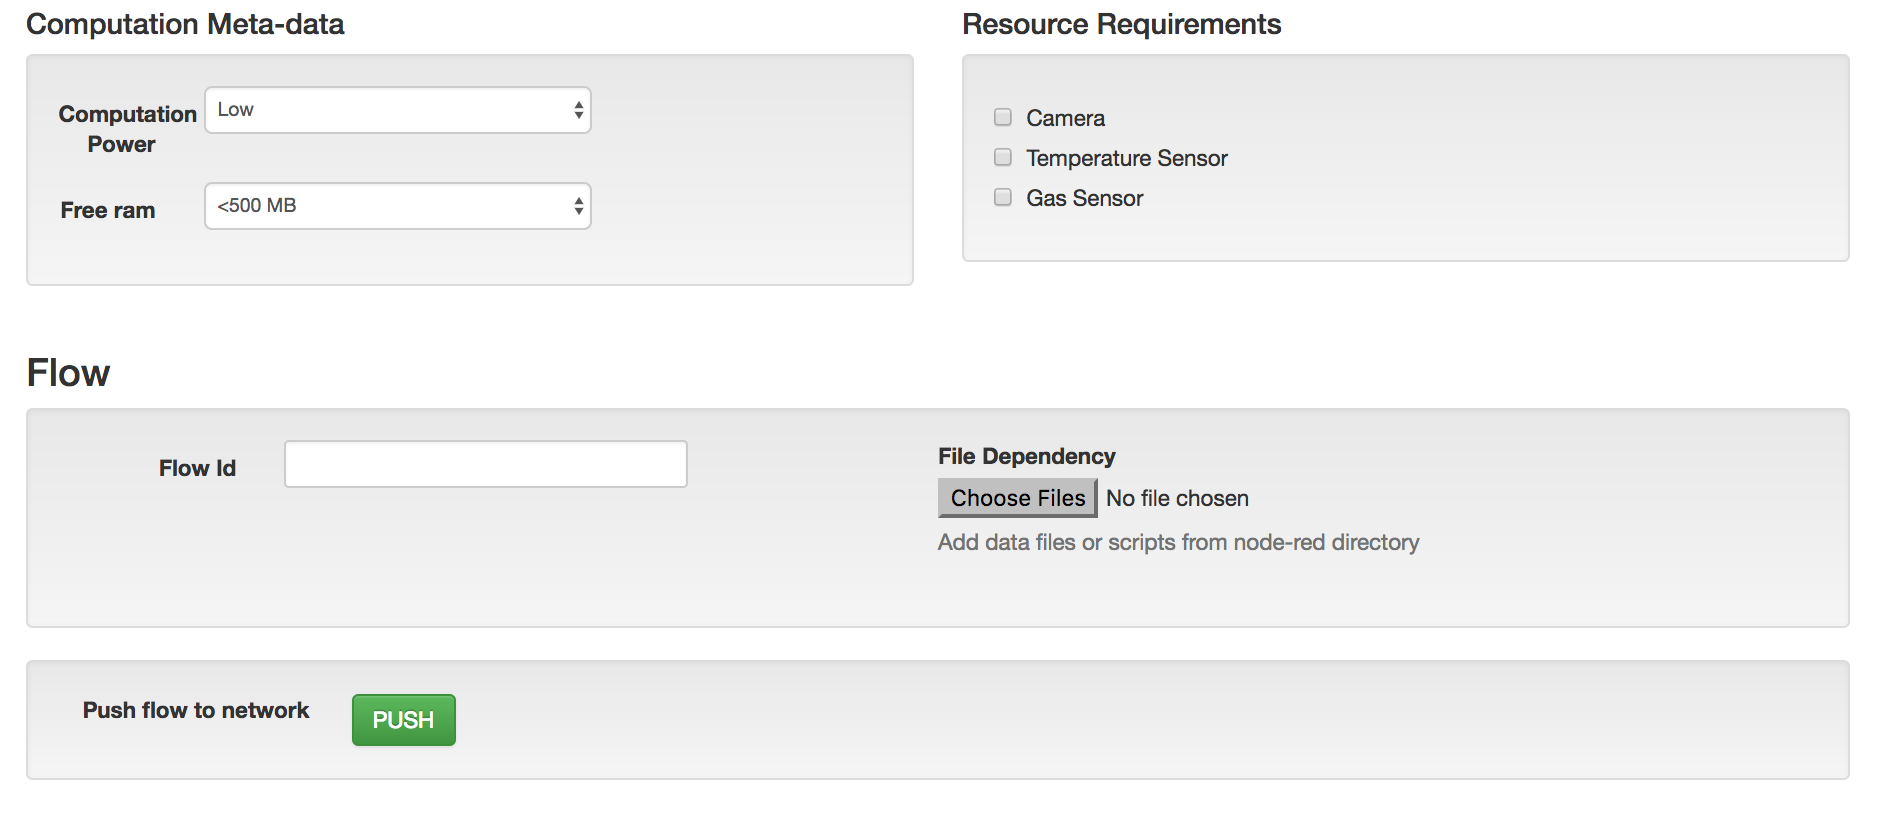 Computation Meta-data
Computation
Power
Low
Free ram
<500 MB
Resource Requirements
Camera
Temperature Sensor
Gas Sensor
Flow
Flow Id
File Dependency
Choose Files No file chosen
Add data files or scripts from node-red directory
Push flow to network
PUSH